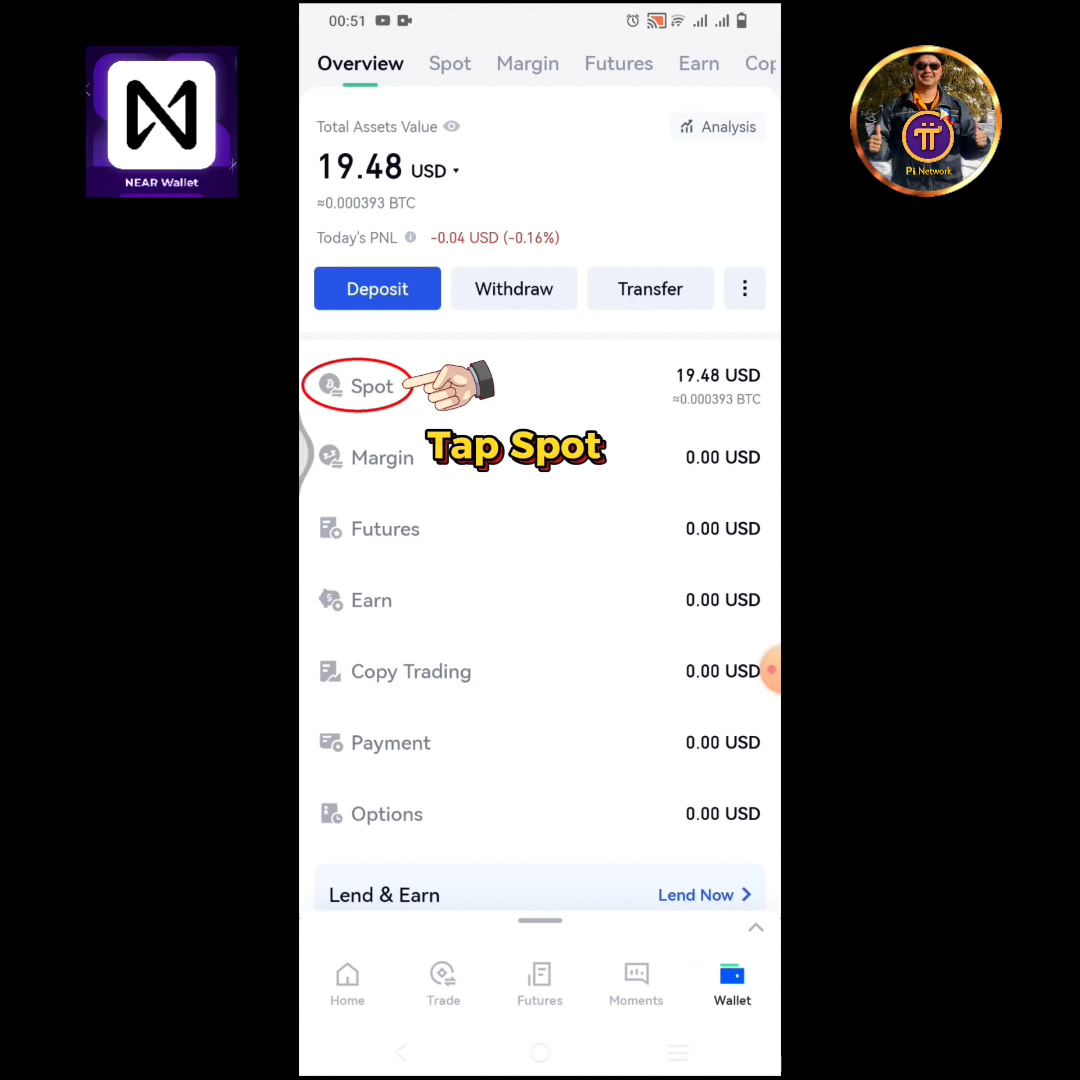 00:51
Overview Spot Margin Futures Earn Cop
Total Assets Value
Analysis
19.48 USD
≈0.000393 BTC
Today's PNL -0.04 USD (-0.16%)
Deposit Withdraw Transfer
Spot 19.48 USD
≈0.000393 BTC
Tap Spot
Margin 0.00 USD
Futures 0.00 USD
Earn 0.00 USD
Copy Trading 0.00 USD
Payment 0.00 USD
Options 0.00 USD
Lend & Earn Lend Now
Home Trade Futures Moments Wallet
NEAR Wallet
Pi Network